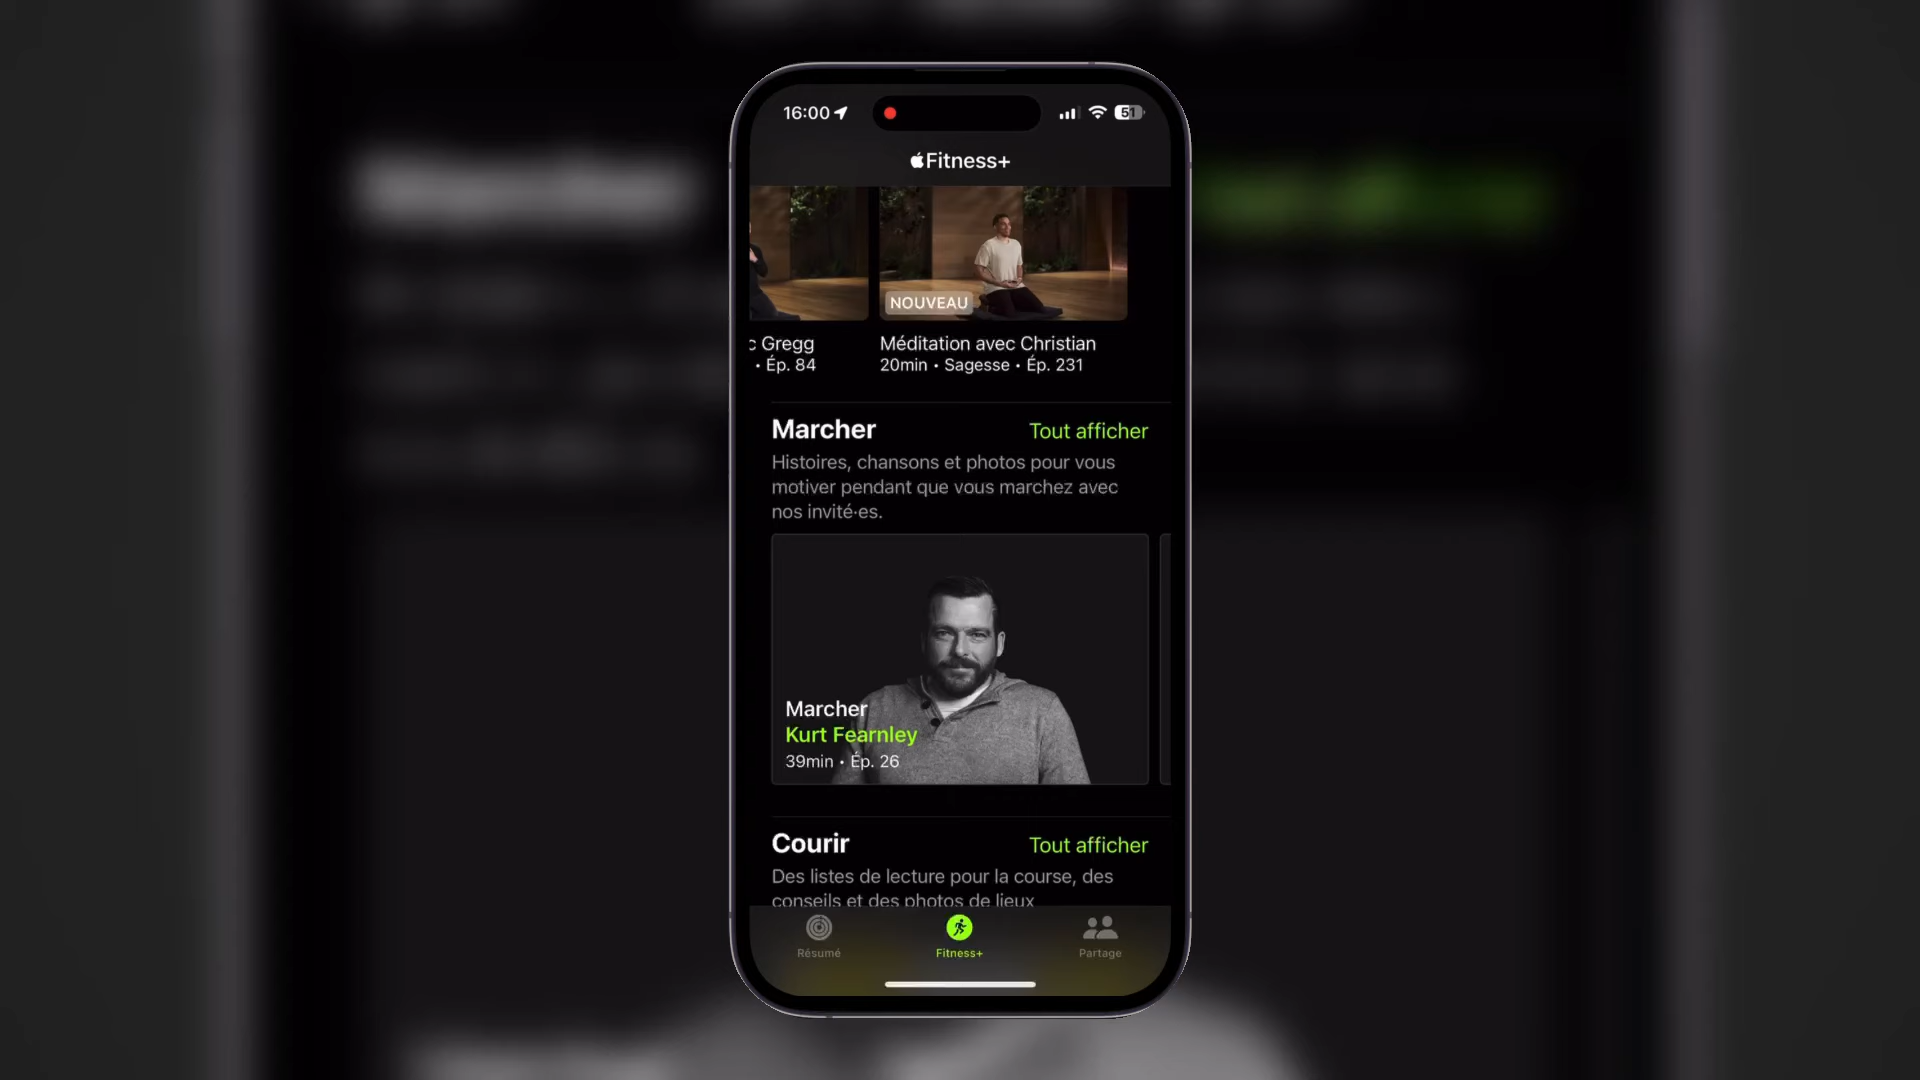 16:00
51
Fitness+
NOUVEAU
c Gregg
• Ép. 84
Méditation avec Christian
20min • Sagesse • Ép. 231
Marcher
Tout afficher
Histoires, chansons et photos pour vous
motiver pendant que vous marchez avec
nos invité·es.
Marcher
Kurt Fearnley
39min • Ép. 26
Courir
Tout afficher
Des listes de lecture pour la course, des
conseils et des photos de lieux
Résumé
Fitness+
Partage